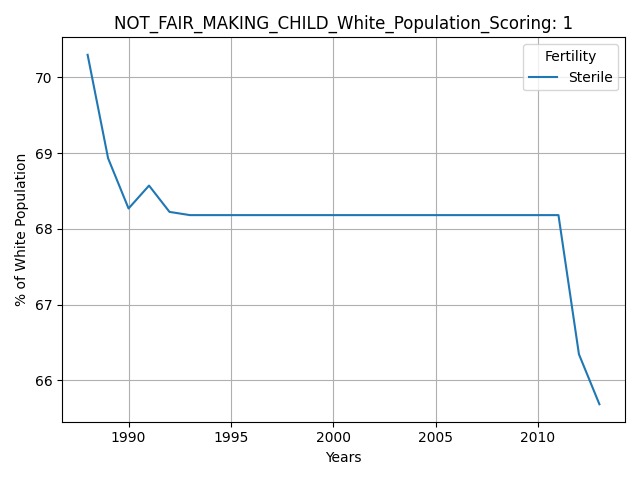 NOT_FAIR_MAKING_CHILD_White_Population_Scoring: 1
Fertility
Sterile
% of White Population
70
69
68
67
66
1990 1995 2000 2005 2010
Years